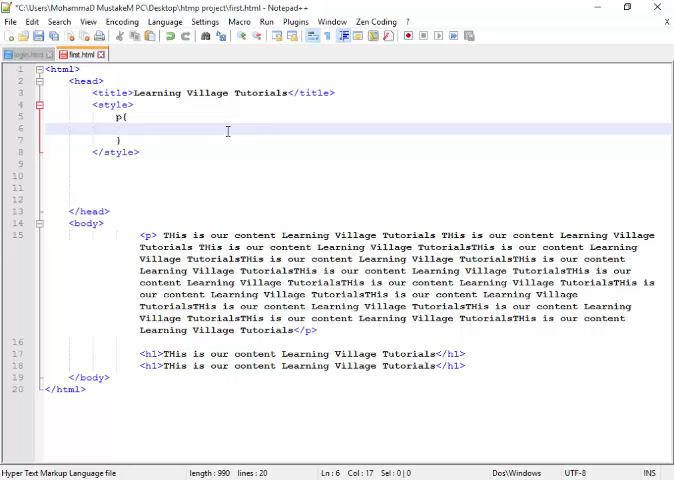 *C:\Users\MohammaD MustakeM PC\Desktop\htmp project\first.html - Notepad++
File Edit Search View Encoding Language Settings Macro Run Plugins Window Zen Coding ? X
login.html first.html
1 <html>
2 <head>
3 <title>Learning Village Tutorials</title>
4 <style>
5 p{
6
7 }
8 </style>
9
10
11
12
13 </head>
14 <body>
15 <p> THis is our content Learning Village Tutorials THis is our content Learning Village
Tutorials THis is our content Learning Village TutorialsTHis is our content Learning
Village TutorialsTHis is our content Learning Village TutorialsTHis is our content
Learning Village TutorialsTHis is our content Learning Village TutorialsTHis is our
content Learning Village TutorialsTHis is our content Learning Village TutorialsTHis is
our content Learning Village TutorialsTHis is our content Learning Village
TutorialsTHis is our content Learning Village TutorialsTHis is our content Learning
Village TutorialsTHis is our content Learning Village TutorialsTHis is our content
Learning Village Tutorials</p>
16
17 <h1>THis is our content Learning Village Tutorials</h1>
18 <h1>THis is our content Learning Village Tutorials</h1>
19 </body>
20 </html>
Hyper Text Markup Language file length : 990 lines : 20 Ln : 6 Col : 17 Sel : 0 | 0 Dos\Windows UTF-8 INS